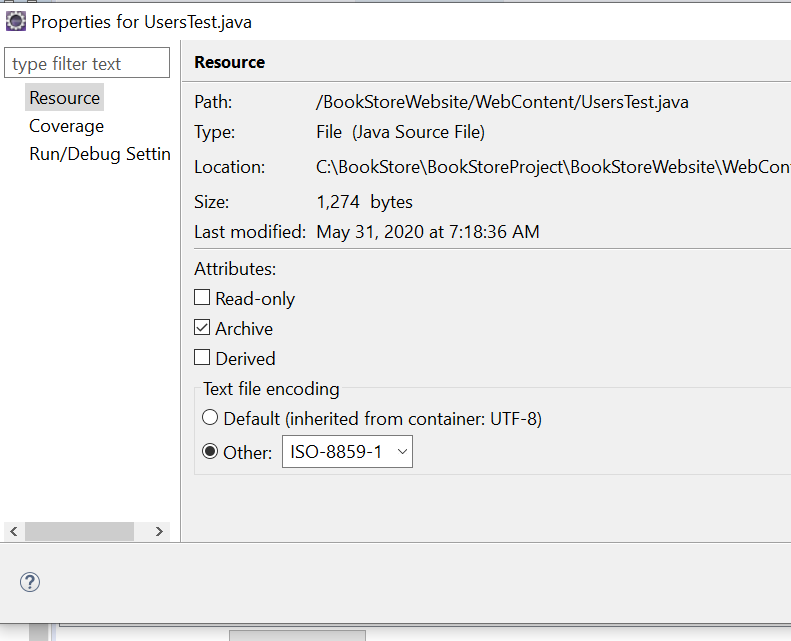 Properties for UsersTest.java
type filter text
Resource
Coverage
Run/Debug Settin
Resource
Path: /BookStoreWebsite/WebContent/UsersTest.java
Type: File (Java Source File)
Location: C:\BookStore\BookStoreProject\BookStoreWebsite\WebCon
Size: 1,274 bytes
Last modified: May 31, 2020 at 7:18:36 AM
Attributes:
Read-only
Archive
Derived
Text file encoding
Default (inherited from container: UTF-8)
Other: ISO-8859-1